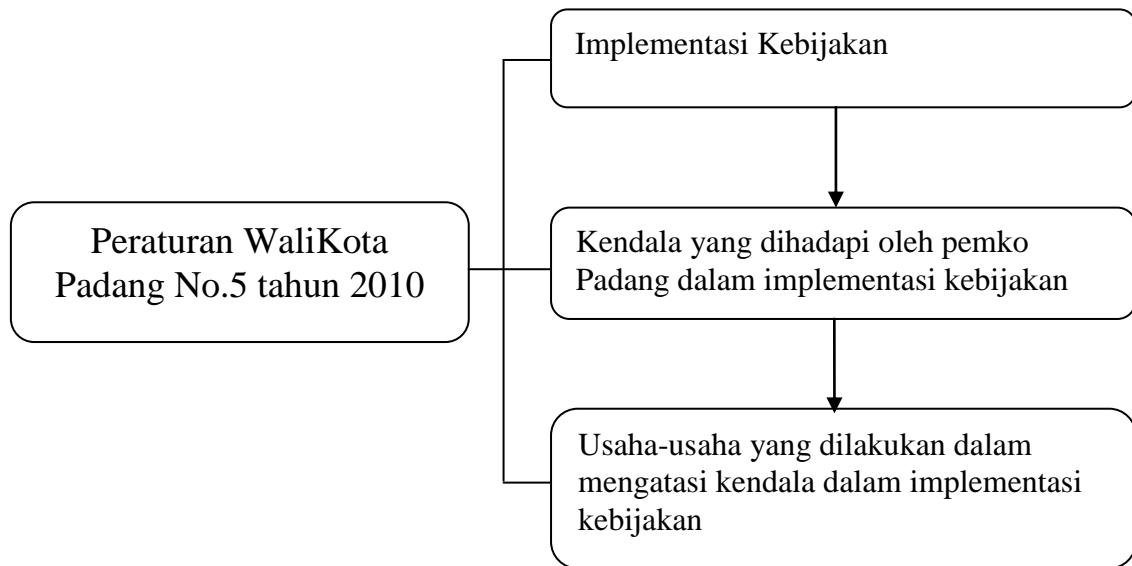 Implementasi Kebijakan
Peraturan WaliKota
Padang No.5 tahun 2010
Kendala yang dihadapi oleh pemko
Padang dalam implementasi kebijakan
Usaha-usaha yang dilakukan dalam
mengatasi kendala dalam implementasi
kebijakan